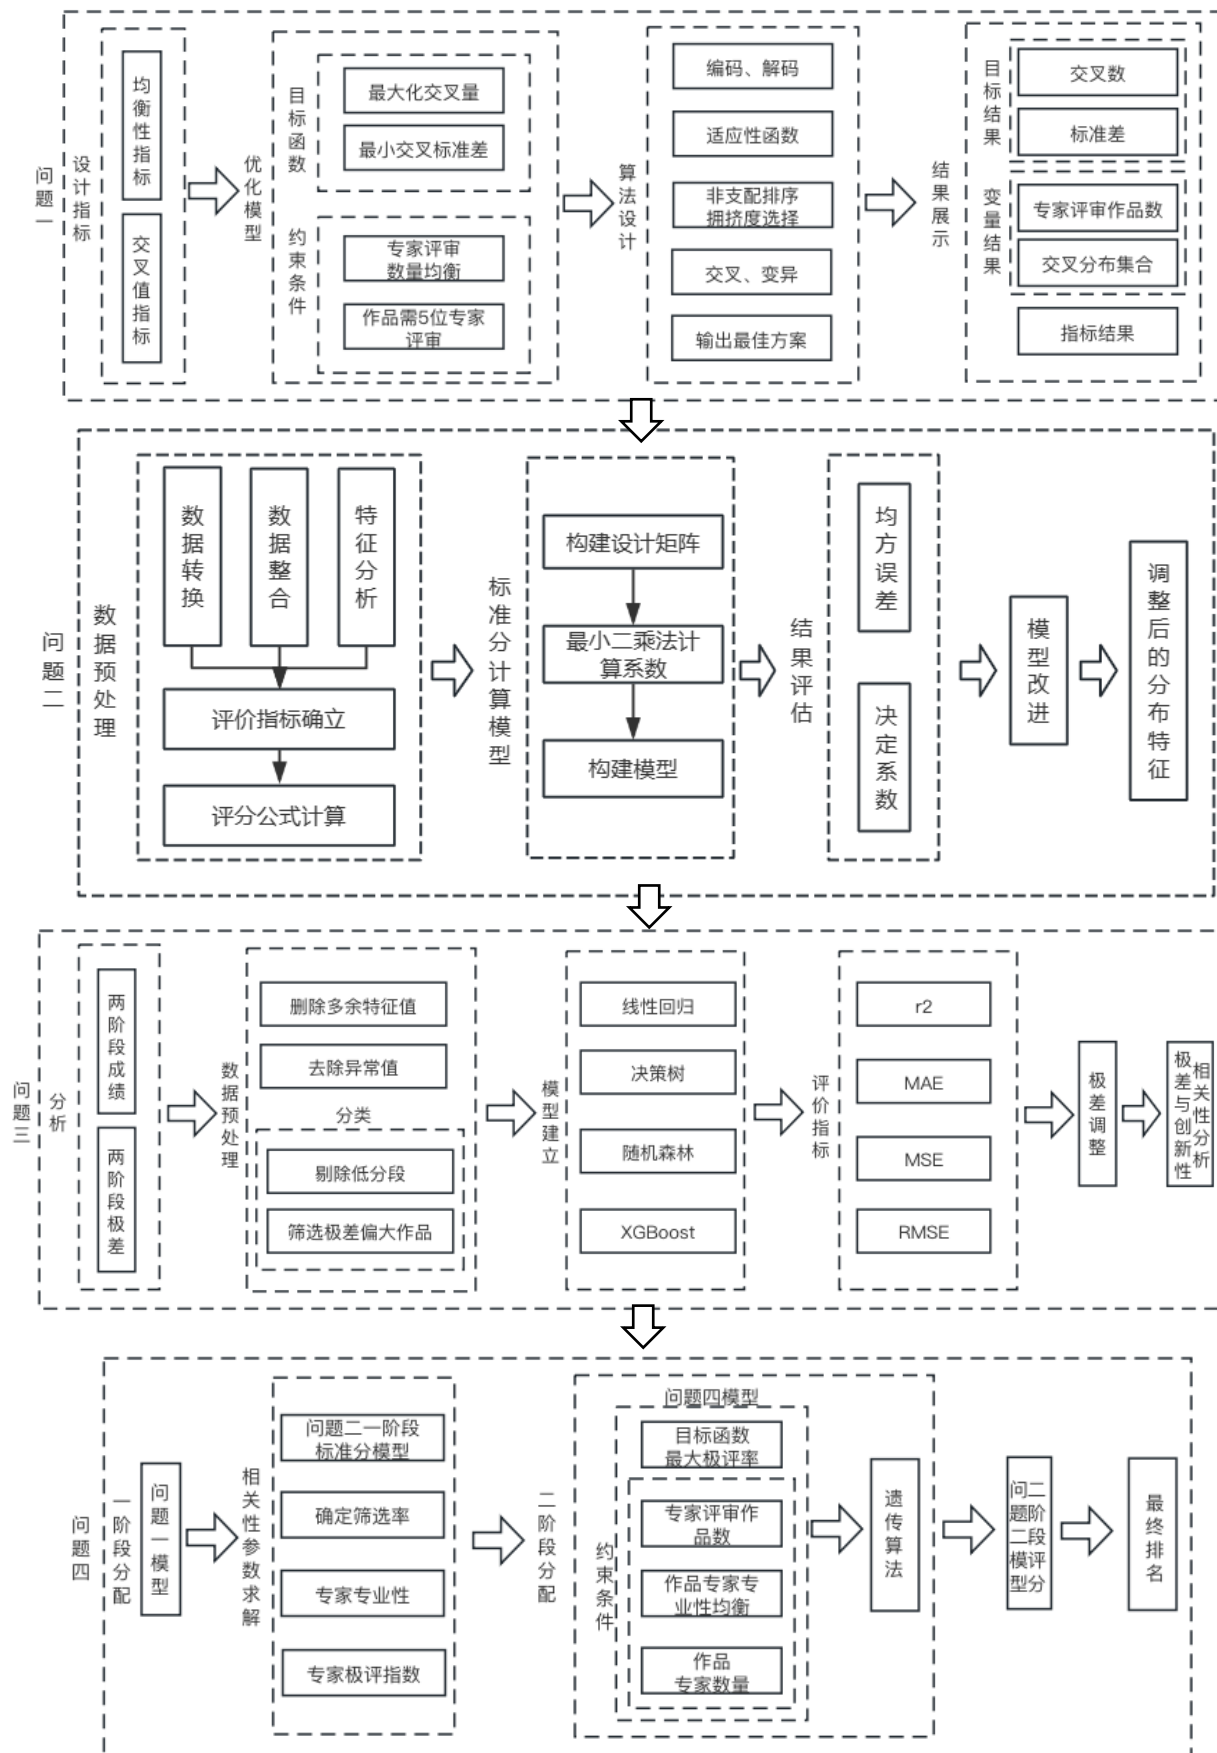 问题一
设计指标
均衡性指标
交叉值指标
优化模型
目标函数
最大化交叉量
最小交叉标准差
约束条件
专家评审
数量均衡
作品需5位专家
评审
算法设计
编码、解码
适应性函数
非支配排序
拥挤度选择
交叉、变异
输出最佳方案
结果展示
目标结果
交叉数
标准差
变量结果
专家评审作品数
交叉分布集合
指标结果
问题二
数据预处理
数据转换
数据整合
特征分析
评价指标确立
评分公式计算
标准分计算模型
构建设计矩阵
最小二乘法计
算系数
构建模型
结果评估
均方误差
决定系数
模型改进
调整后的分布特征
问题三
分析
两阶段成绩
两阶段极差
数据预处理
删除多余特征值
去除异常值
分类
剔除低分段
筛选极差偏大作品
模型建立
线性回归
决策树
随机森林
XGBoost
评价指标
r2
MAE
MSE
RMSE
极差调整
极差与创新性
相关性分析
问题四
一阶段分配
问题一模型
相关性参数求解
问题二一阶段
标准分模型
确定筛选率
专家专业性
专家极评指数
二阶段分配
问题四模型
目标函数
最大极评率
约束条件
专家评审作
品数
作品专家专
业性均衡
作品
专家数量
遗传算法
问题二模型
二阶段评分
最终排名